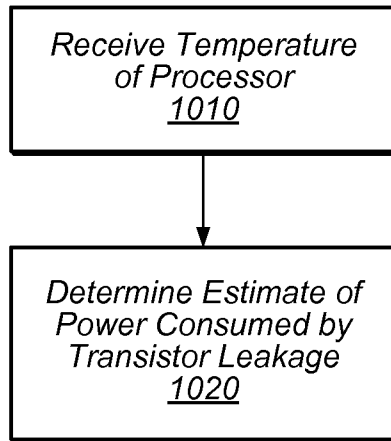 Receive Temperature
of Processor
1010
Determine Estimate of
Power Consumed by
Transistor Leakage
1020